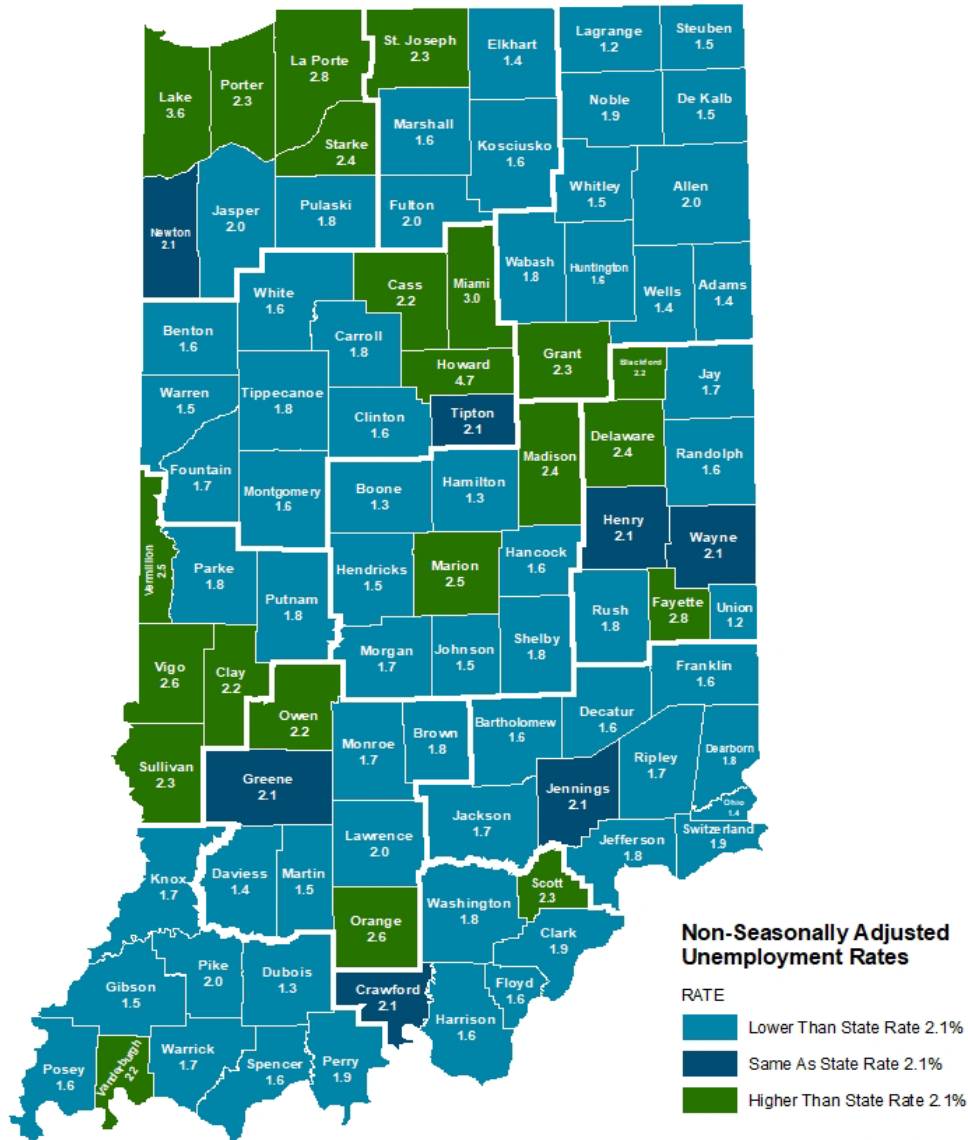 Lagrange
1.2
Steuben
1.5
Elkhart
1.4
St. Joseph
2.3
La Porte
2.8
Porter
2.3
Lake
3.6
Noble
1.9
De Kalb
1.5
Marshall
1.6
Kosciusko
1.6
Starke
2.4
Whitley
1.5
Allen
2.0
Newton
2.1
Jasper
2.0
Pulaski
1.8
Fulton
2.0
Wabash
1.8
Huntington
1.6
Wells
1.4
Adams
1.4
White
1.6
Cass
2.2
Miami
3.0
Benton
1.6
Carroll
1.8
Howard
4.7
Grant
2.3
Blackford
2.2
Jay
1.7
Warren
1.5
Tippecanoe
1.8
Clinton
1.6
Tipton
2.1
Madison
2.4
Delaware
2.4
Randolph
1.6
Fountain
1.7
Montgomery
1.6
Boone
1.3
Hamilton
1.3
Henry
2.1
Wayne
2.1
Vermillion
2.5
Parke
1.8
Putnam
1.8
Hendricks
1.5
Marion
2.5
Hancock
1.6
Rush
1.8
Fayette
2.8
Union
1.2
Vigo
2.6
Clay
2.2
Morgan
1.7
Johnson
1.5
Shelby
1.8
Franklin
1.6
Owen
2.2
Monroe
1.7
Brown
1.8
Bartholomew
1.6
Decatur
1.6
Ripley
1.7
Dearborn
1.8
Sullivan
2.3
Greene
2.1
Jennings
2.1
Ohio
1.4
Jackson
1.7
Jefferson
1.8
Switzerland
1.9
Lawrence
2.0
Knox
1.7
Daviess
1.4
Martin
1.5
Orange
2.6
Washington
1.8
Scott
2.3
Clark
1.9
Gibson
1.5
Pike
2.0
Dubois
1.3
Crawford
2.1
Floyd
1.6
Harrison
1.6
Posey
1.6
Vanderburgh
2.2
Warrick
1.7
Spencer
1.6
Perry
1.9
Non-Seasonally Adjusted
Unemployment Rates
RATE
Lower Than State Rate 2.1%
Same As State Rate 2.1%
Higher Than State Rate 2.1%